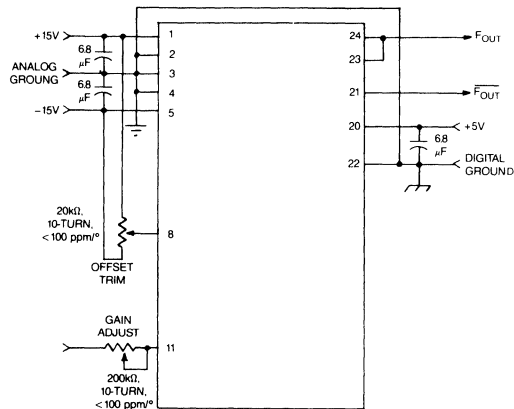 +15V
6.8
µF
ANALOG
GROUNG
6.8
µF
-15V
1
2
3
4
5
20kΩ,
10-TURN,
<100 ppm/°
8
OFFSET
TRIM
GAIN
ADJUST
11
200kΩ,
10-TURN,
<100 ppm/°
24
FOUT
23
21
FOUT
20
+5V
6.8
µF
22
DIGITAL
GROUND